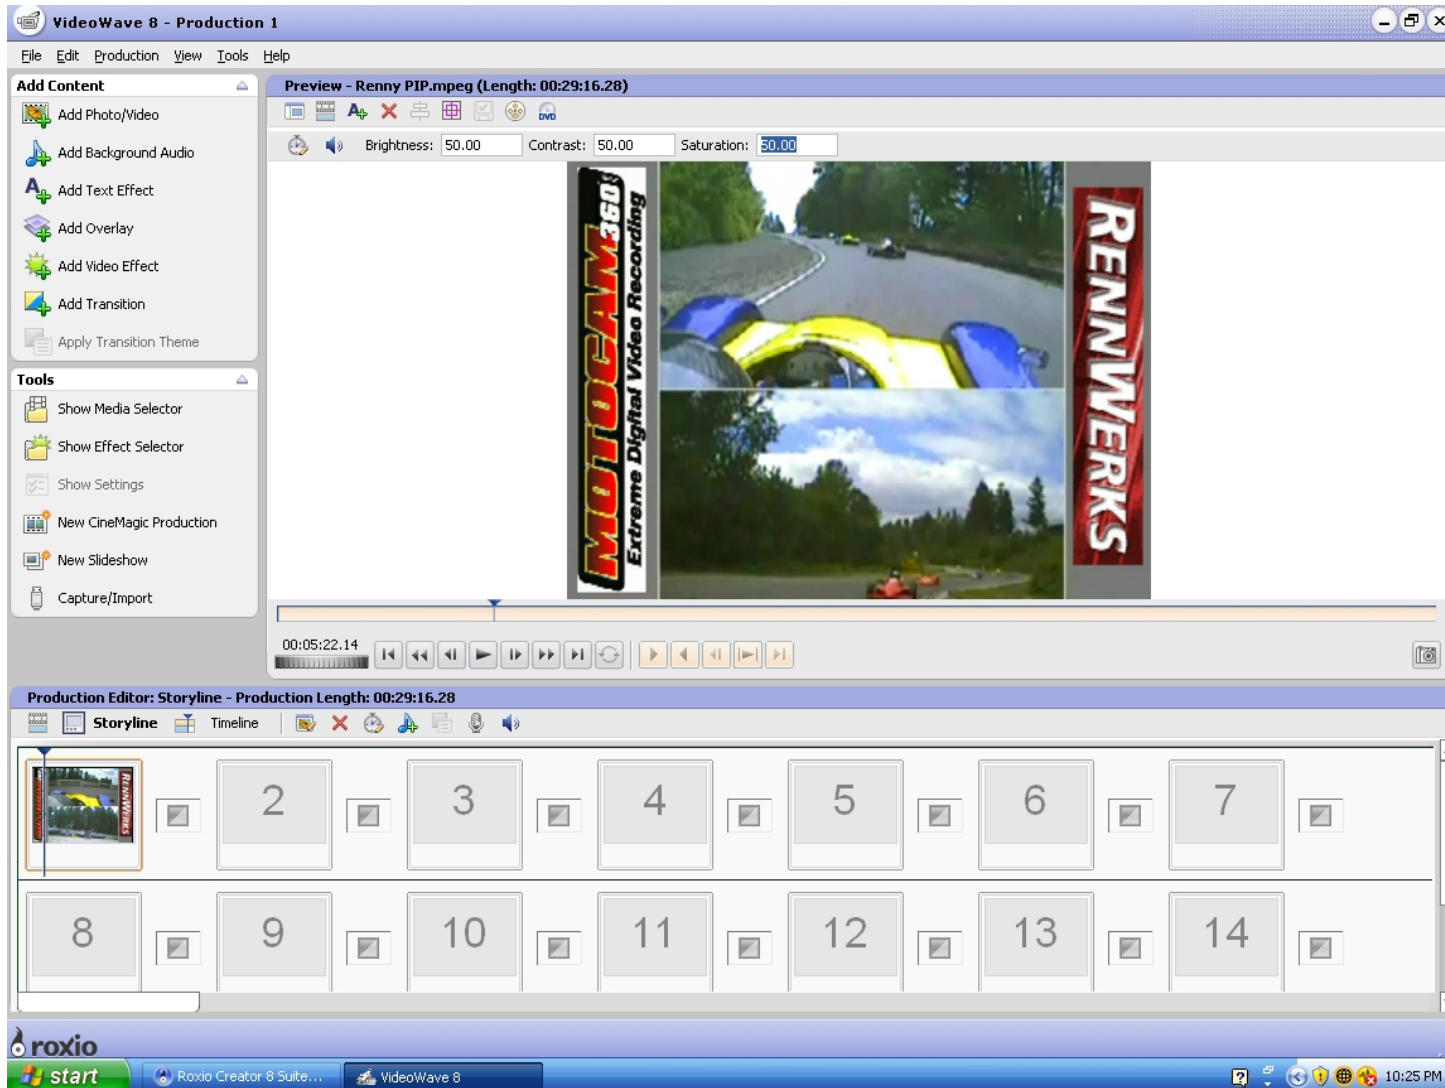 VideoWave 8 - Production 1
File Edit Production View Tools Help
Add Content
Add Photo/Video
Add Background Audio
Add Text Effect
Add Overlay
Add Video Effect
Add Transition
Apply Transition Theme
Tools
Show Media Selector
Show Effect Selector
Show Settings
New CineMagic Production
New Slideshow
Capture/Import
Preview - Renny PIP.mpeg (Length: 00:29:16.28)
DVD
Brightness: 50.00 Contrast: 50.00 Saturation: 50.00
MOTOCAM360
Extreme Digital Video Recording
RENNWERKS
00:05:22.14
Production Editor: Storyline - Production Length: 00:29:16.28
Storyline Timeline
RENNWERKS
2 3 4 5 6 7
8 9 10 11 12 13 14
roxio
start Roxio Creator 8 Suite... VideoWave 8 10:25 PM